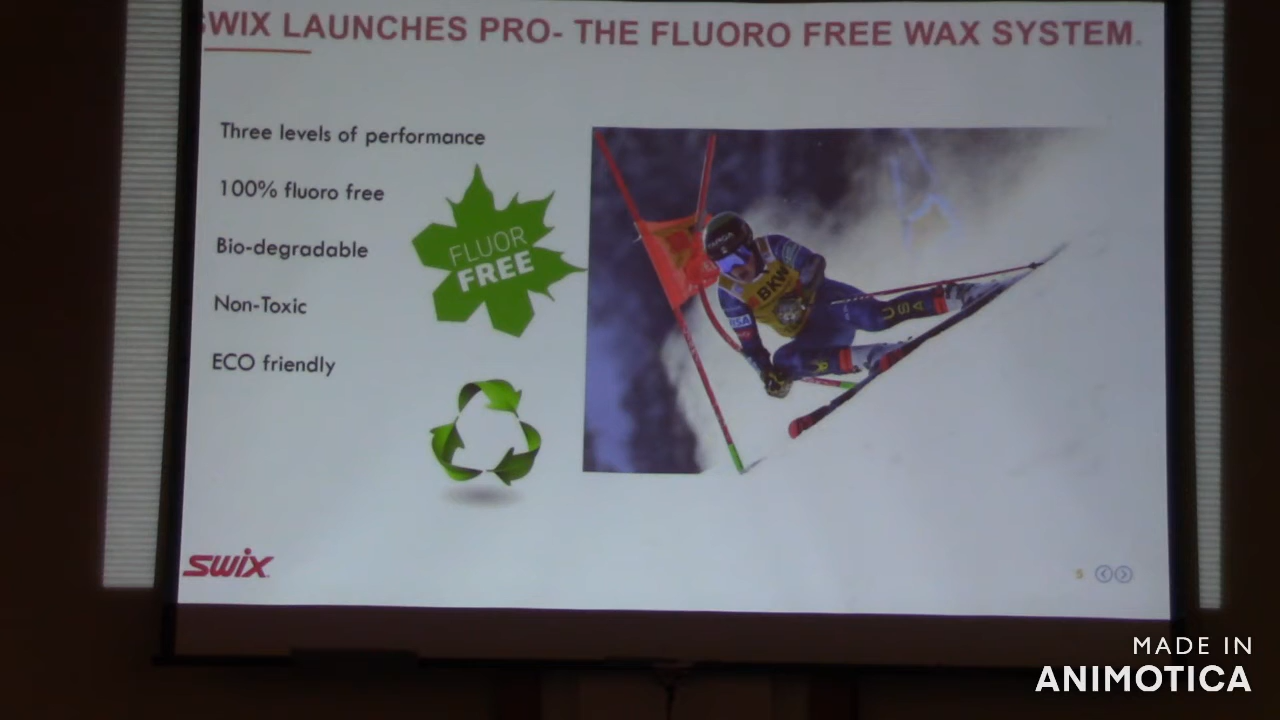 SWIX LAUNCHES PRO- THE FLUORO FREE WAX SYSTEM.
Three levels of performance
100% fluoro free
Bio-degradable
Non-Toxic
ECO friendly
FLUOR
FREE
BKW
USA
swix
5
MADE IN
ANIMOTICA